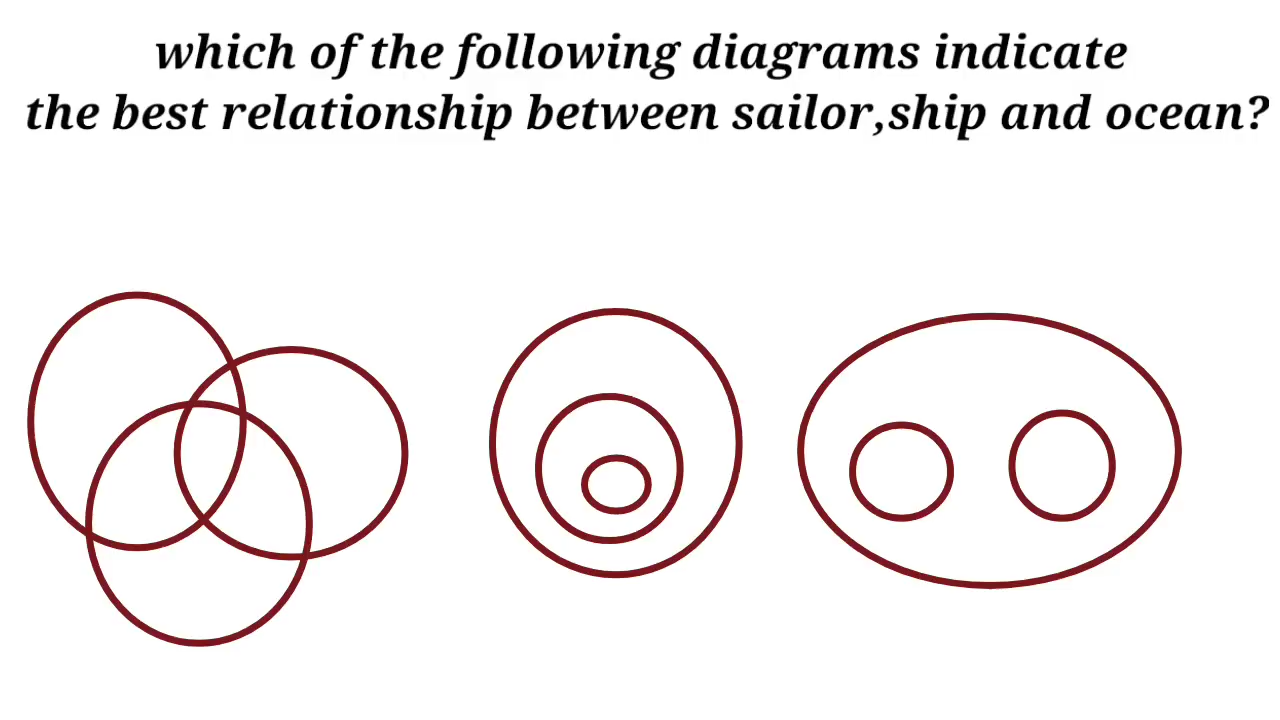 which of the following diagrams indicate
the best relationship between sailor,ship and ocean?